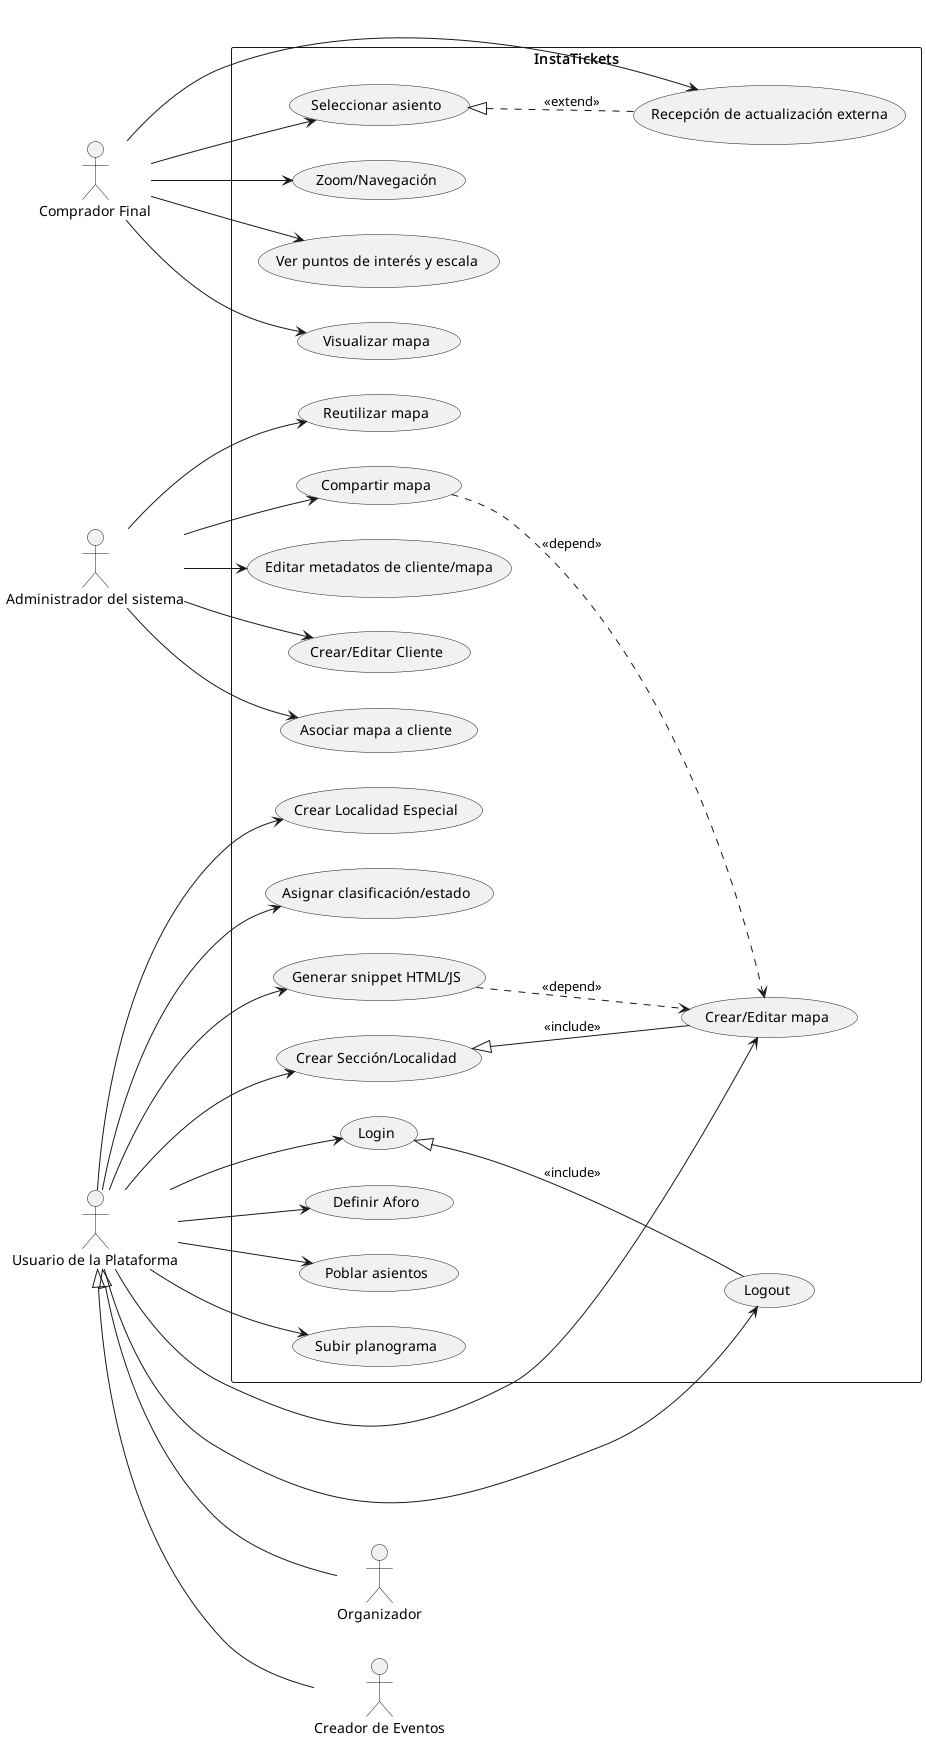 InstaTickets
Seleccionar asiento
«extend»
Recepción de actualización externa
Zoom/Navegación
Comprador Final
Ver puntos de interés y escala
Visualizar mapa
Reutilizar mapa
Compartir mapa
«depend»
Editar metadatos de cliente/mapa
Administrador del sistema
Crear/Editar Cliente
Asociar mapa a cliente
Crear Localidad Especial
Asignar clasificación/estado
Generar snippet HTML/JS
«depend»
Crear/Editar mapa
«include»
Crear Sección/Localidad
Login
«include»
Definir Aforo
Usuario de la Plataforma
Poblar asientos
Logout
Subir planograma
Organizador
Creador de Eventos